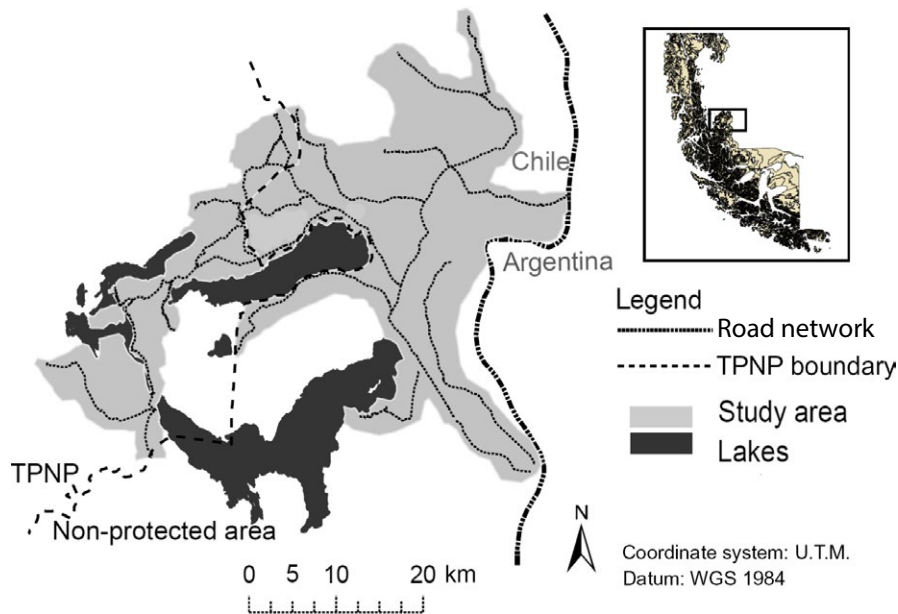 Chile
Argentina
Legend
Road network
TPNP boundary
Study area
Lakes
TPNP
Non-protected area
N
0 5 10 20 km
Coordinate system: U.T.M.
Datum: WGS 1984